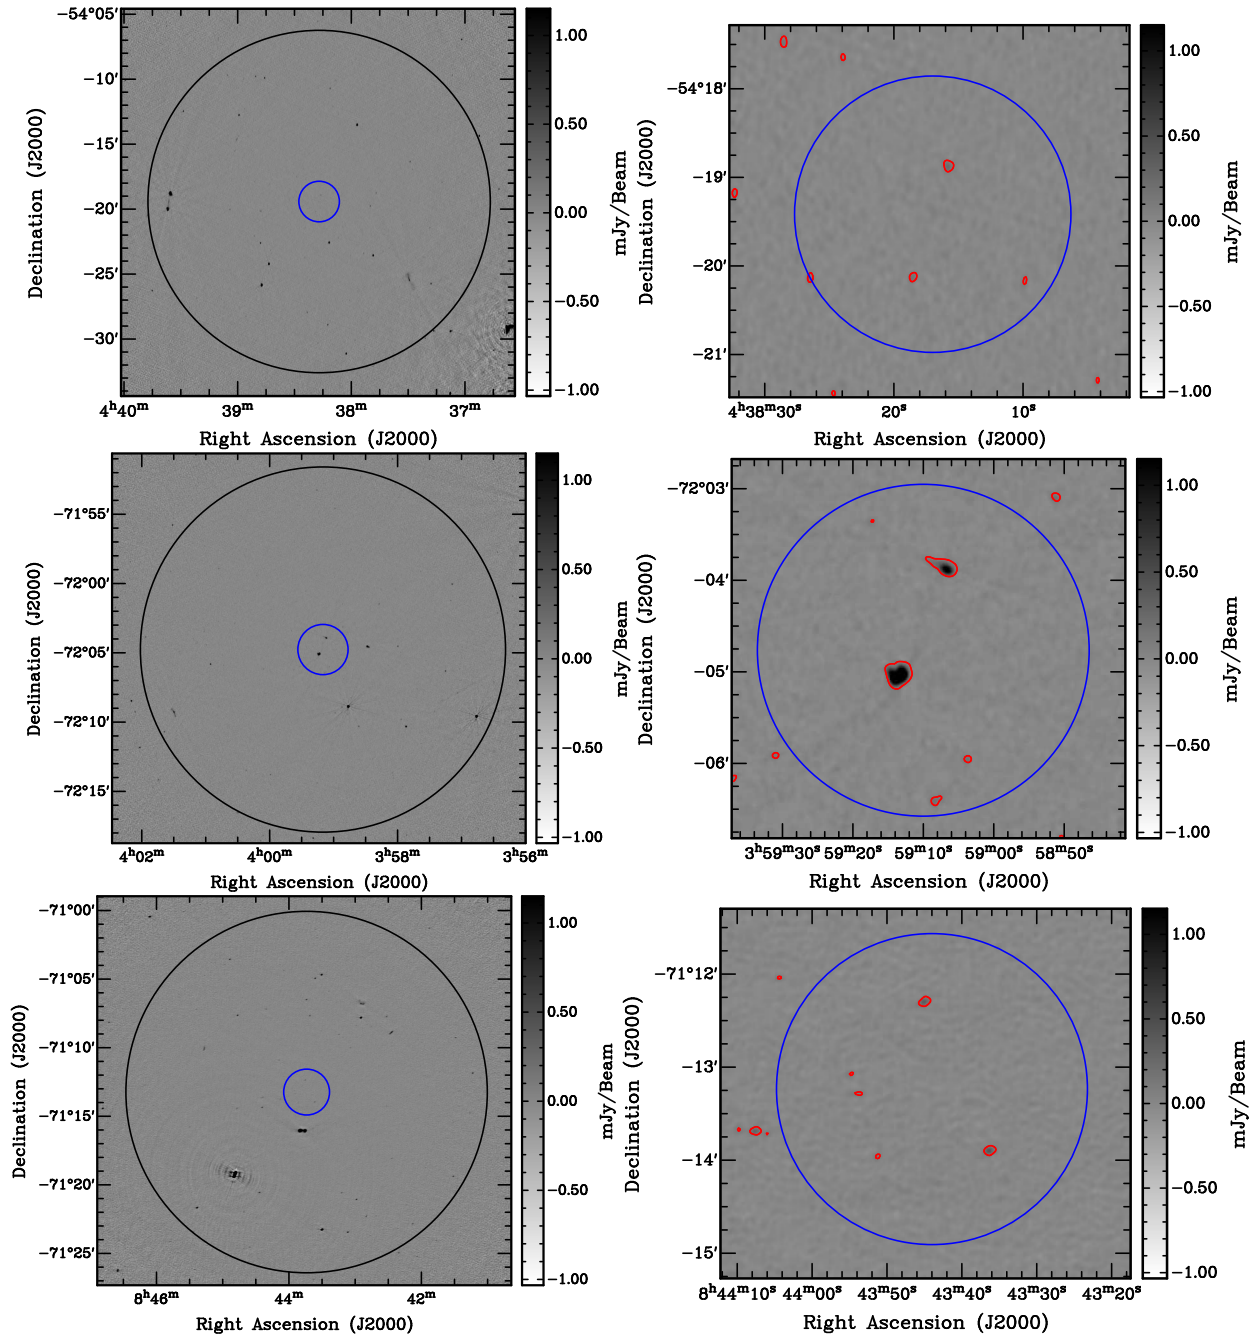 −54°05′
−10′
−15′
−20′
−25′
−30′
4ʰ40ᵐ 39ᵐ 38ᵐ 37ᵐ
Right Ascension (J2000)
Declination (J2000)
1.00
0.50
0.00
−0.50
−1.00
mJy/Beam
−54°18′
−19′
−20′
−21′
4ʰ38ᵐ30ˢ 20ˢ 10ˢ
Right Ascension (J2000)
Declination (J2000)
1.00
0.50
0.00
−0.50
−1.00
mJy/Beam
−71°55′
−72°00′
−72°05′
−72°10′
−72°15′
4ʰ02ᵐ 4ʰ00ᵐ 3ʰ58ᵐ 3ʰ56ᵐ
Right Ascension (J2000)
Declination (J2000)
1.00
0.50
0.00
−0.50
−1.00
mJy/Beam
−72°03′
−04′
−05′
−06′
3ʰ59ᵐ30ˢ 59ᵐ20ˢ 59ᵐ10ˢ 59ᵐ00ˢ 58ᵐ50ˢ
Right Ascension (J2000)
Declination (J2000)
1.00
0.50
0.00
−0.50
−1.00
mJy/Beam
−71°00′
−71°05′
−71°10′
−71°15′
−71°20′
−71°25′
8ʰ46ᵐ 44ᵐ 42ᵐ
Right Ascension (J2000)
Declination (J2000)
1.00
0.50
0.00
−0.50
−1.00
mJy/Beam
−71°12′
−13′
−14′
−15′
8ʰ44ᵐ10ˢ 44ᵐ00ˢ 43ᵐ50ˢ 43ᵐ40ˢ 43ᵐ30ˢ 43ᵐ20ˢ
Right Ascension (J2000)
Declination (J2000)
1.00
0.50
0.00
−0.50
−1.00
mJy/Beam